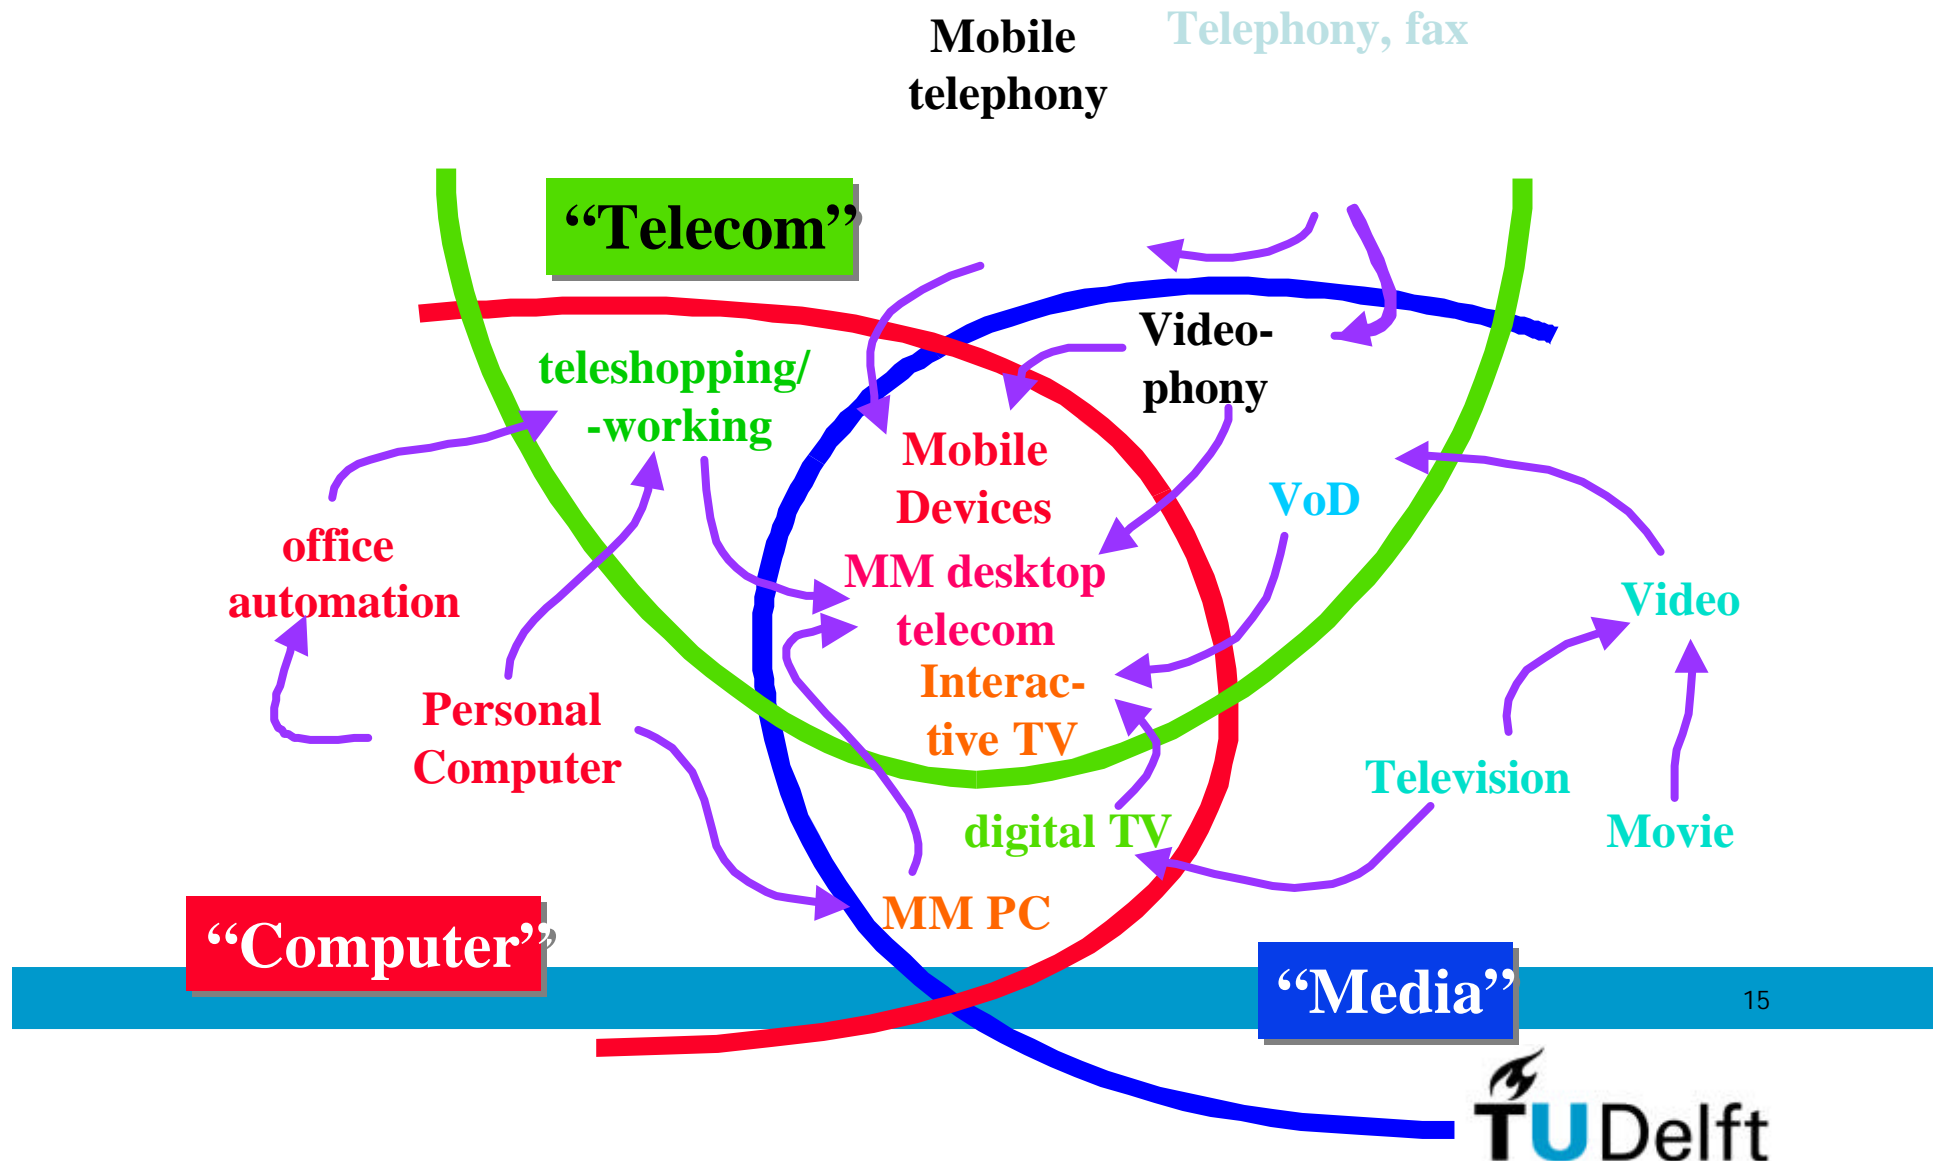 Mobile
telephony
Telephony, fax
“Telecom”
Video-
phony
teleshopping/
-working
Mobile
Devices
VoD
office
automation
MM desktop
telecom
Video
Interac-
tive TV
Personal
Computer
Television
digital TV
Movie
MM PC
“Computer”
“Media”
15
TU Delft